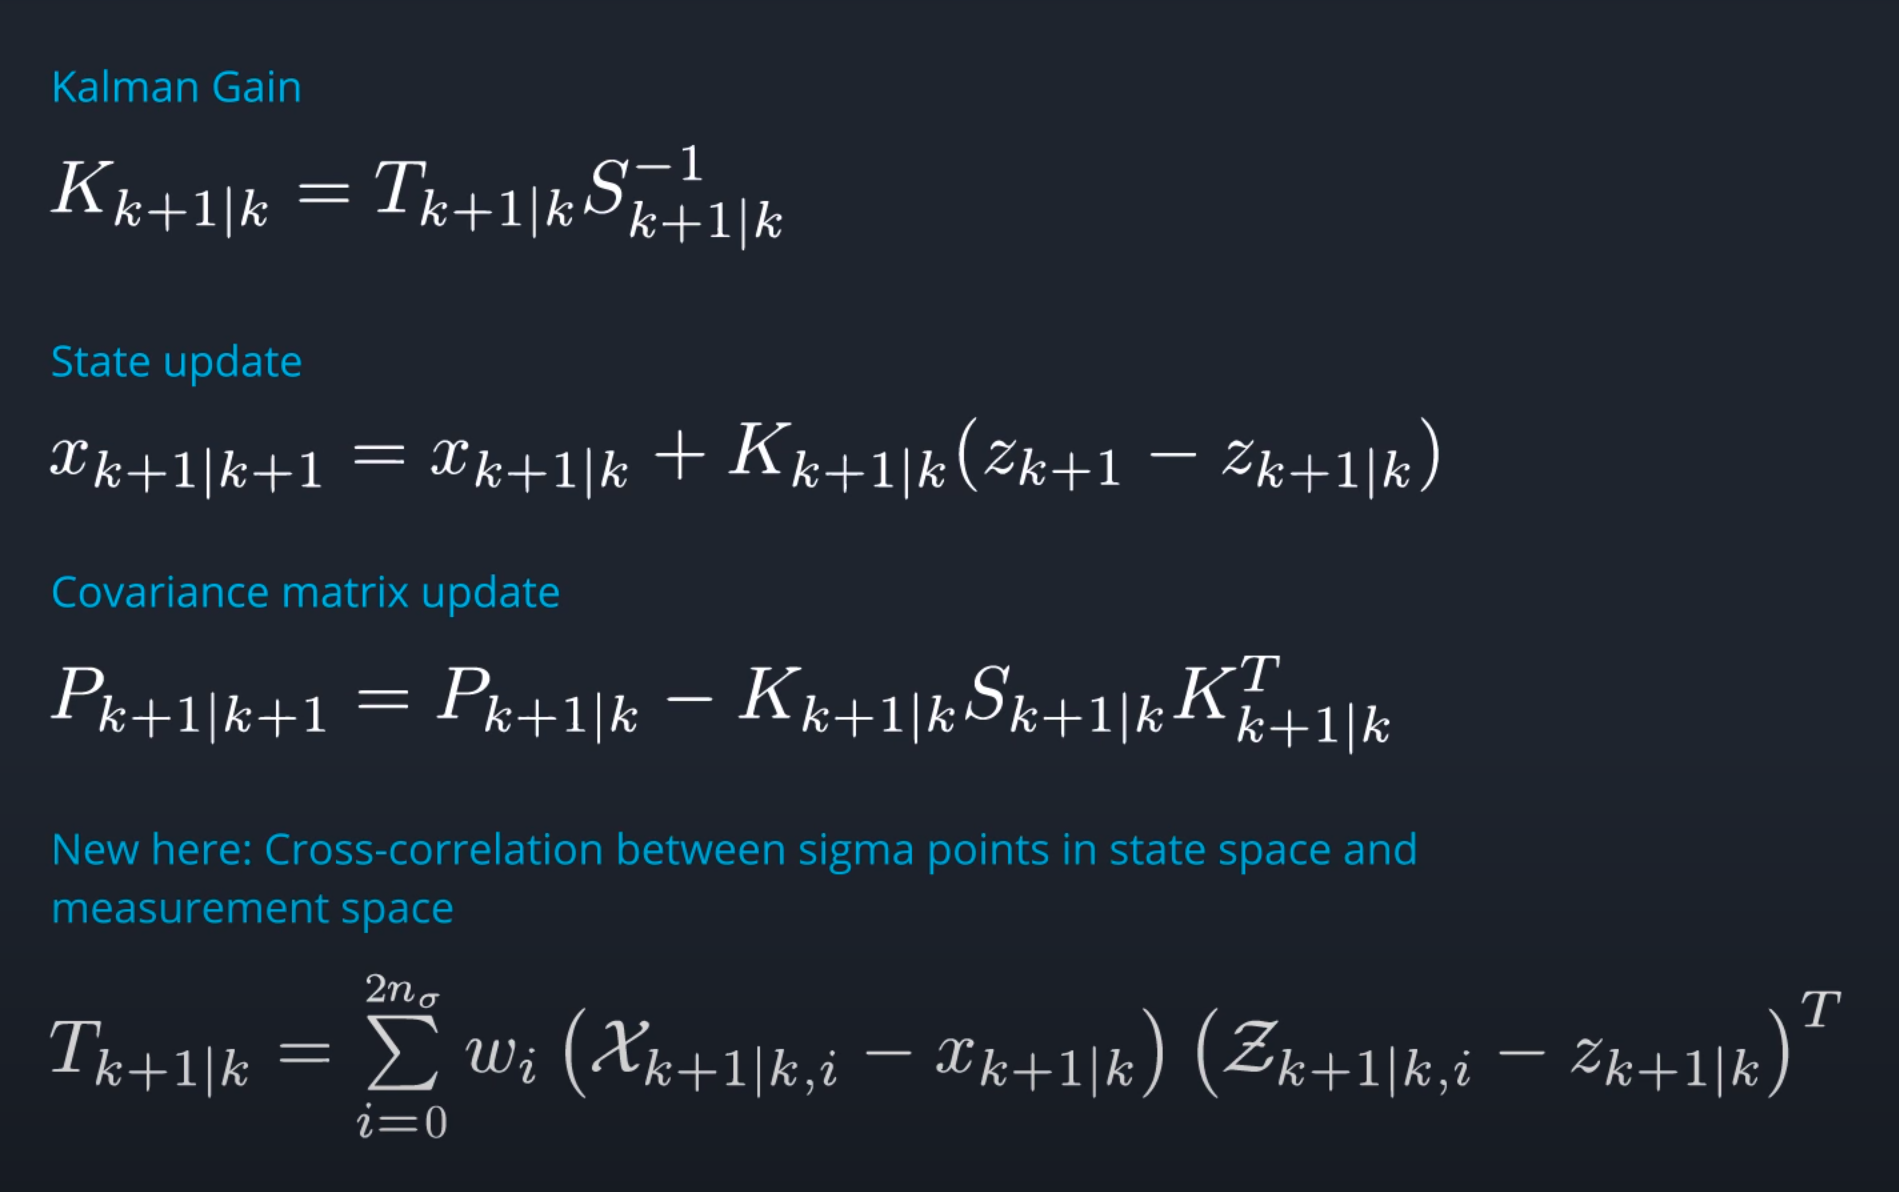 Kalman Gain
$K_{k+1|k} = T_{k+1|k} S_{k+1|k}^{-1}$
State update
$x_{k+1|k+1} = x_{k+1|k} + K_{k+1|k} (z_{k+1} - z_{k+1|k})$
Covariance matrix update
$P_{k+1|k+1} = P_{k+1|k} - K_{k+1|k} S_{k+1|k} K_{k+1|k}^{T}$
New here: Cross-correlation between sigma points in state space and
measurement space
$T_{k+1|k} = \sum_{i=0}^{2n_\sigma} w_i \left( \mathcal{X}_{k+1|k,i} - x_{k+1|k} \right) \left( \mathcal{Z}_{k+1|k,i} - z_{k+1|k} \right)^T$